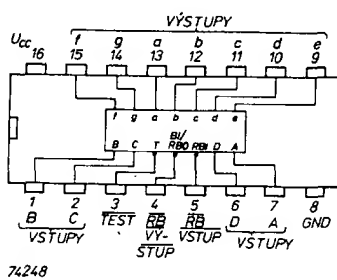 VÝSTUPY
Ucc f g a b c d e
16 15 14 13 12 11 10 9
f g a b c d e
BI/
B C T RBO RBI D A
1 2 3 4 5 6 7 8
B C TEST RB RB D A GND
VSTUPY VÝ- VSTUP VSTUPY
STUP
74248